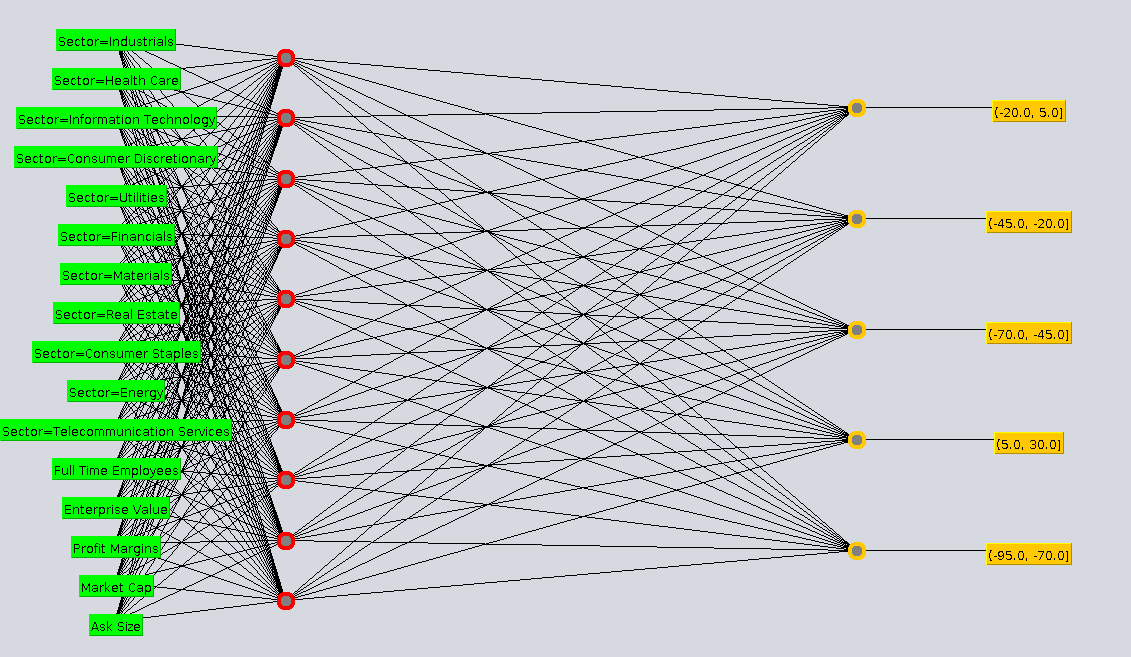 Sector=Industrials
Sector=Health Care
Sector=Information Technology
Sector=Consumer Discretionary
Sector=Utilities
Sector=Financials
Sector=Materials
Sector=Real Estate
Sector=Consumer Staples
Sector=Energy
Sector=Telecommunication Services
Full Time Employees
Enterprise Value
Profit Margins
Market Cap
Ask Size
(-20.0, 5.0]
(-45.0, -20.0]
(-70.0, -45.0]
(5.0, 30.0]
(-95.0, -70.0]